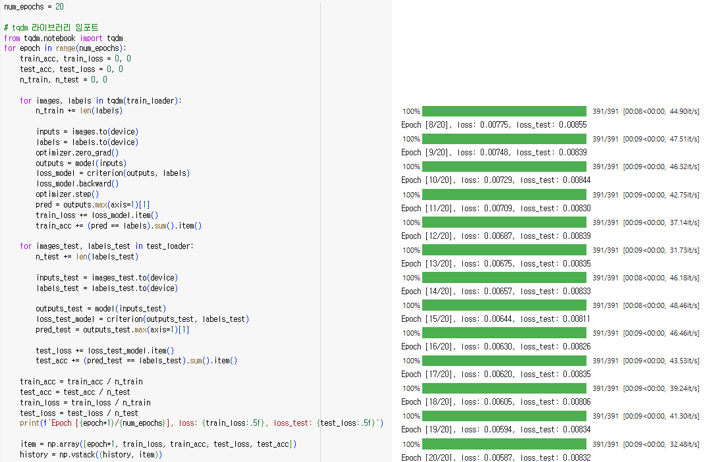 num_epochs = 20
# tqdm 라이브러리 임포트
from tqdm.notebook import tqdm
for epoch in range(num_epochs):
    train_acc, train_loss = 0, 0
    test_acc, test_loss = 0, 0
    n_train, n_test = 0, 0
    for images, labels in tqdm(train_loader):
        n_train += len(labels)
        inputs = images.to(device)
        labels = labels.to(device)
        optimizer.zero_grad()
        outputs = model(inputs)
        loss_model = criterion(outputs, labels)
        loss_model.backward()
        optimizer.step()
        pred = outputs.max(axis=1)[1]
        train_loss += loss_model.item()
        train_acc += (pred == labels).sum().item()
    for images_test, labels_test in test_loader:
        n_test += len(labels_test)
        inputs_test = images_test.to(device)
        labels_test = labels_test.to(device)
        outputs_test = model(inputs_test)
        loss_test_model = criterion(outputs_test, labels_test)
        pred_test = outputs_test.max(axis=1)[1]
        test_loss += loss_test_model.item()
        test_acc += (pred_test == labels_test).sum().item()
    train_acc = train_acc / n_train
    test_acc = test_acc / n_test
    train_loss = train_loss / n_train
    test_loss = test_loss / n_test
    print(f'Epoch [{epoch+1}/{num_epochs}], loss: {train_loss:.5f}, loss_test: {test_loss:.5f}')
    item = np.array([epoch+1, train_loss, train_acc, test_loss, test_acc])
    history = np.vstack((history, item))
100% 391/391 [00:08<00:00, 44.90it/s]
Epoch [8/20], loss: 0.00775, loss_test: 0.00855
100% 391/391 [00:09<00:00, 47.51it/s]
Epoch [9/20], loss: 0.00748, loss_test: 0.00839
100% 391/391 [00:09<00:00, 46.32it/s]
Epoch [10/20], loss: 0.00729, loss_test: 0.00844
100% 391/391 [00:09<00:00, 42.75it/s]
Epoch [11/20], loss: 0.00709, loss_test: 0.00830
100% 391/391 [00:09<00:00, 37.14it/s]
Epoch [12/20], loss: 0.00687, loss_test: 0.00839
100% 391/391 [00:09<00:00, 31.73it/s]
Epoch [13/20], loss: 0.00675, loss_test: 0.00835
100% 391/391 [00:08<00:00, 46.18it/s]
Epoch [14/20], loss: 0.00657, loss_test: 0.00833
100% 391/391 [00:08<00:00, 48.46it/s]
Epoch [15/20], loss: 0.00644, loss_test: 0.00811
100% 391/391 [00:09<00:00, 46.46it/s]
Epoch [16/20], loss: 0.00630, loss_test: 0.00826
100% 391/391 [00:09<00:00, 43.53it/s]
Epoch [17/20], loss: 0.00620, loss_test: 0.00835
100% 391/391 [00:09<00:00, 39.24it/s]
Epoch [18/20], loss: 0.00605, loss_test: 0.00806
100% 391/391 [00:09<00:00, 41.30it/s]
Epoch [19/20], loss: 0.00594, loss_test: 0.00834
100% 391/391 [00:09<00:00, 32.48it/s]
Epoch [20/20], loss: 0.00587, loss_test: 0.00832